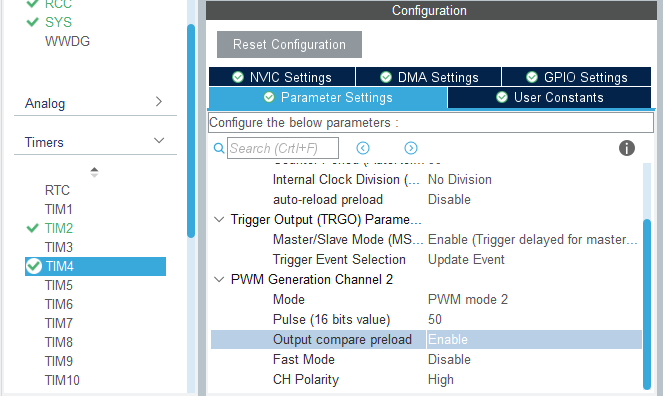 RCC
SYS
WWDG
Analog
Timers
RTC
TIM1
TIM2
TIM3
TIM4
TIM5
TIM6
TIM7
TIM8
TIM9
TIM10
Configuration
Reset Configuration
NVIC Settings
DMA Settings
GPIO Settings
Parameter Settings
User Constants
Configure the below parameters :
Search (Crtl+F)
Internal Clock Division (... No Division
auto-reload preload Disable
Trigger Output (TRGO) Parame...
Master/Slave Mode (MS... Enable (Trigger delayed for master...
Trigger Event Selection Update Event
PWM Generation Channel 2
Mode PWM mode 2
Pulse (16 bits value) 50
Output compare preload Enable
Fast Mode Disable
CH Polarity High